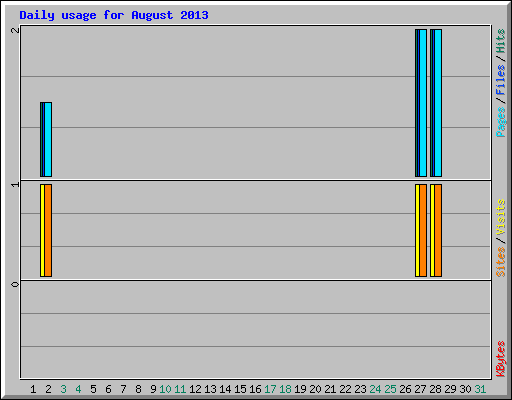 Daily usage for August 2013
2
1
0
Pages / Files / Hits
Sites / Visits
KBytes
1 2 3 4 5 6 7 8 9 10 11 12 13 14 15 16 17 18 19 20 21 22 23 24 25 26 27 28 29 30 31